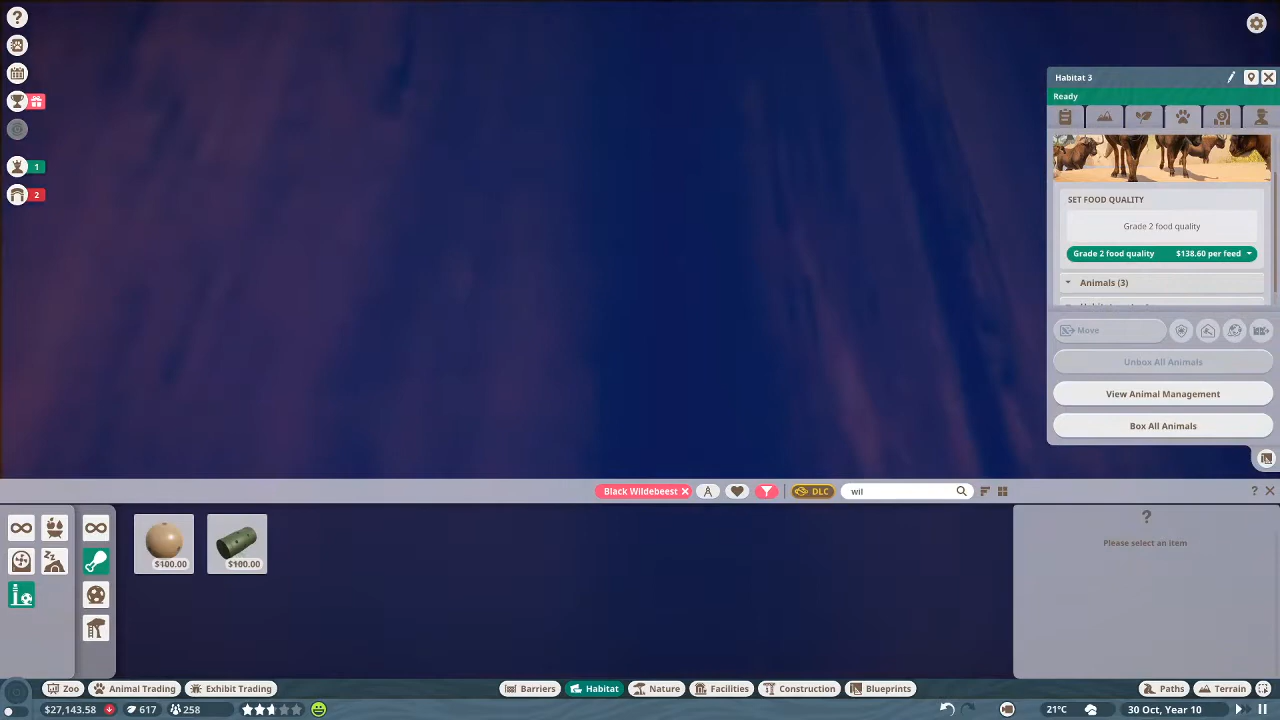 Habitat 3
Ready
1
2
SET FOOD QUALITY
Grade 2 food quality
Grade 2 food quality $138.60 per feed
Animals (3)
Move
Unbox All Animals
View Animal Management
Box All Animals
Black Wildebeest
DLC
wil
?
$100.00
$100.00
?
Please select an item
Zoo
Animal Trading
Exhibit Trading
Barriers
Habitat
Nature
Facilities
Construction
Blueprints
Paths
Terrain
$27,143.58
617
258
21°C
30 Oct, Year 10